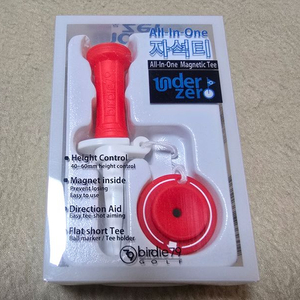 All-In-One
자석티
All-In-One Magnetic Tee
under
zero
Height Control
40~60mm height control
Magnet inside
Prevent losing
Easy to use
Direction Aid
Easy tee-shot aiming
Flat short Tee
Ball marker / Tee holder
birdie79
GOLF